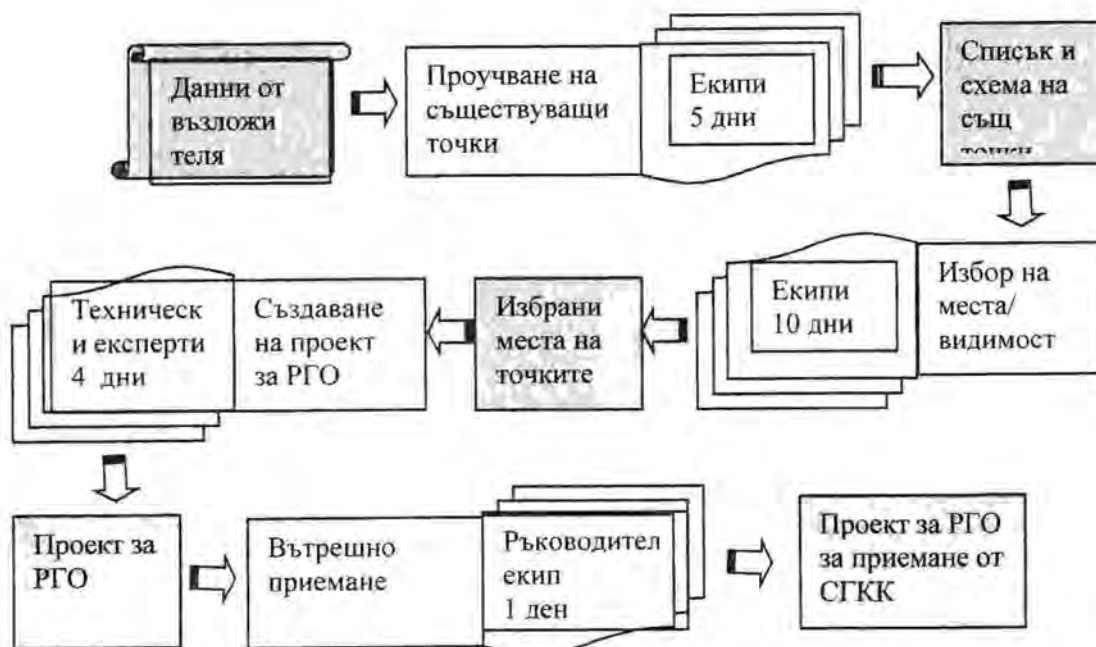 Данни от
възложи
теля
Проучване на
съществуващи
точки
Екипи
5 дни
Списък и
схема на
същ
точки
Избор на
места/
видимост
Екипи
10 дни
Избрани
места на
точките
Създаване
на проект
за РГО
Техническ
и експерти
4 дни
Проект за
РГО
Вътрешно
приемане
Ръководител
екип
1 ден
Проект за РГО
за приемане от
СГКК